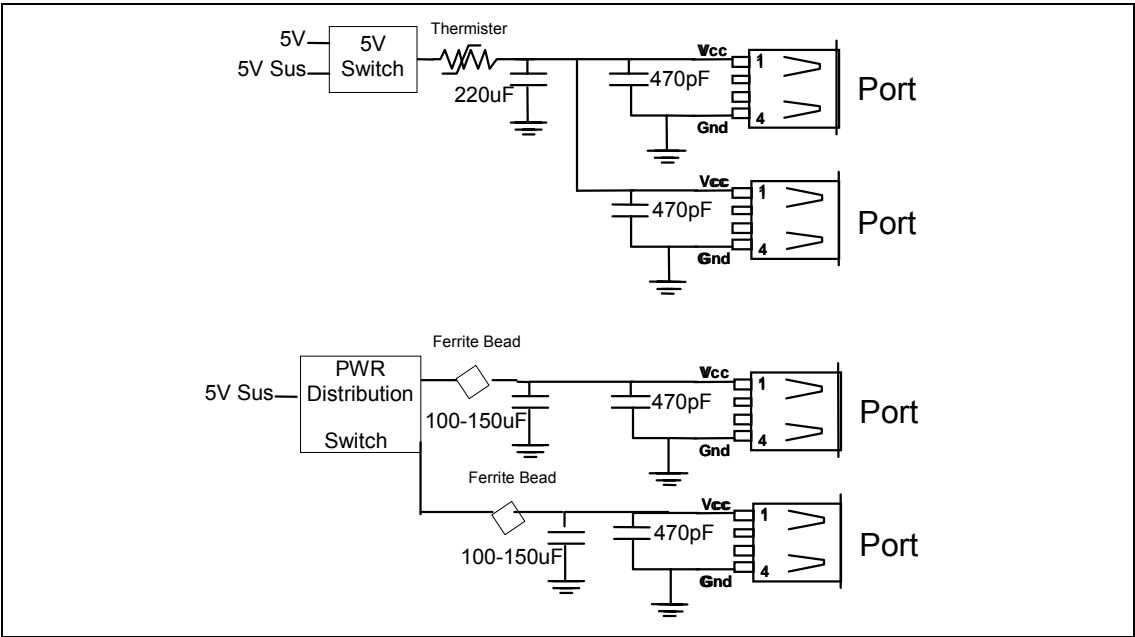 Thermister
5V
5V Sus
5V
Switch
220uF
470pF
Vcc
1
4
Gnd
Port
470pF
Vcc
1
4
Gnd
Port
Ferrite Bead
5V Sus
PWR
Distribution
Switch
100-150uF
470pF
Vcc
1
4
Gnd
Port
Ferrite Bead
100-150uF
470pF
Vcc
1
4
Gnd
Port